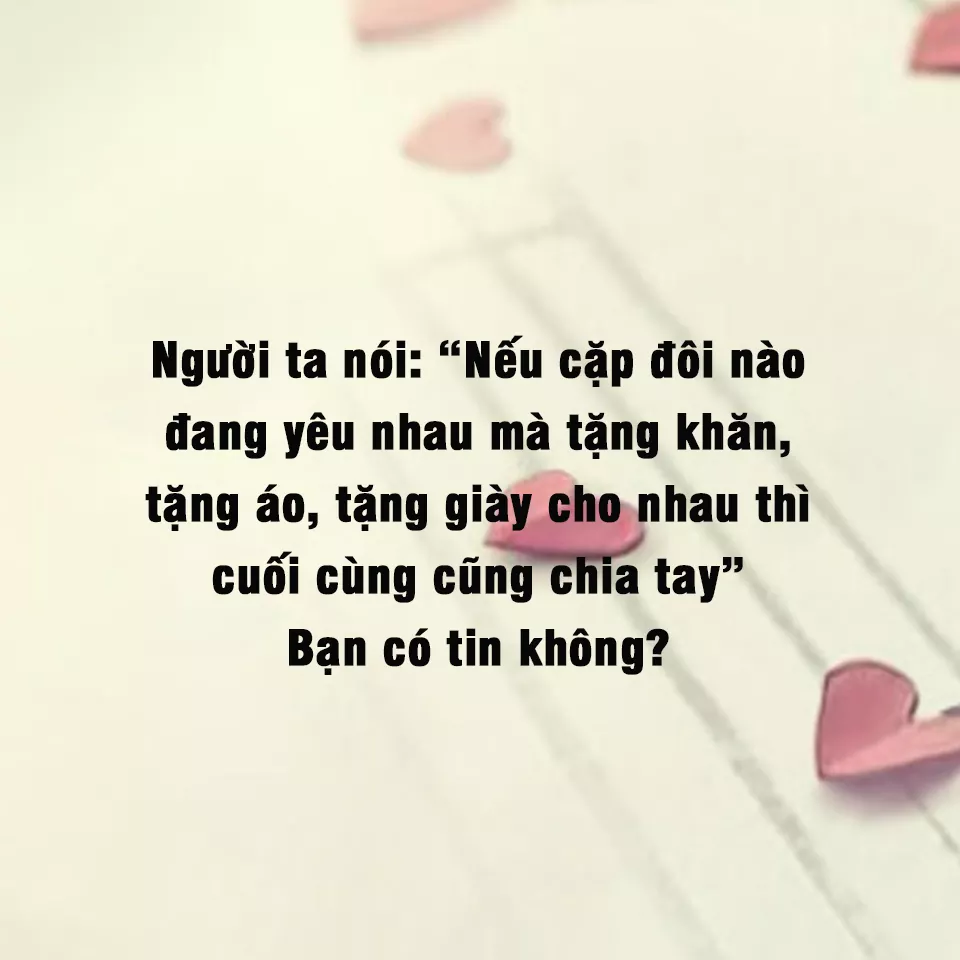 Người ta nói: “Nếu cặp đôi nào
đang yêu nhau mà tặng khăn,
tặng áo, tặng giày cho nhau thì
cuối cùng cũng chia tay”
Bạn có tin không?